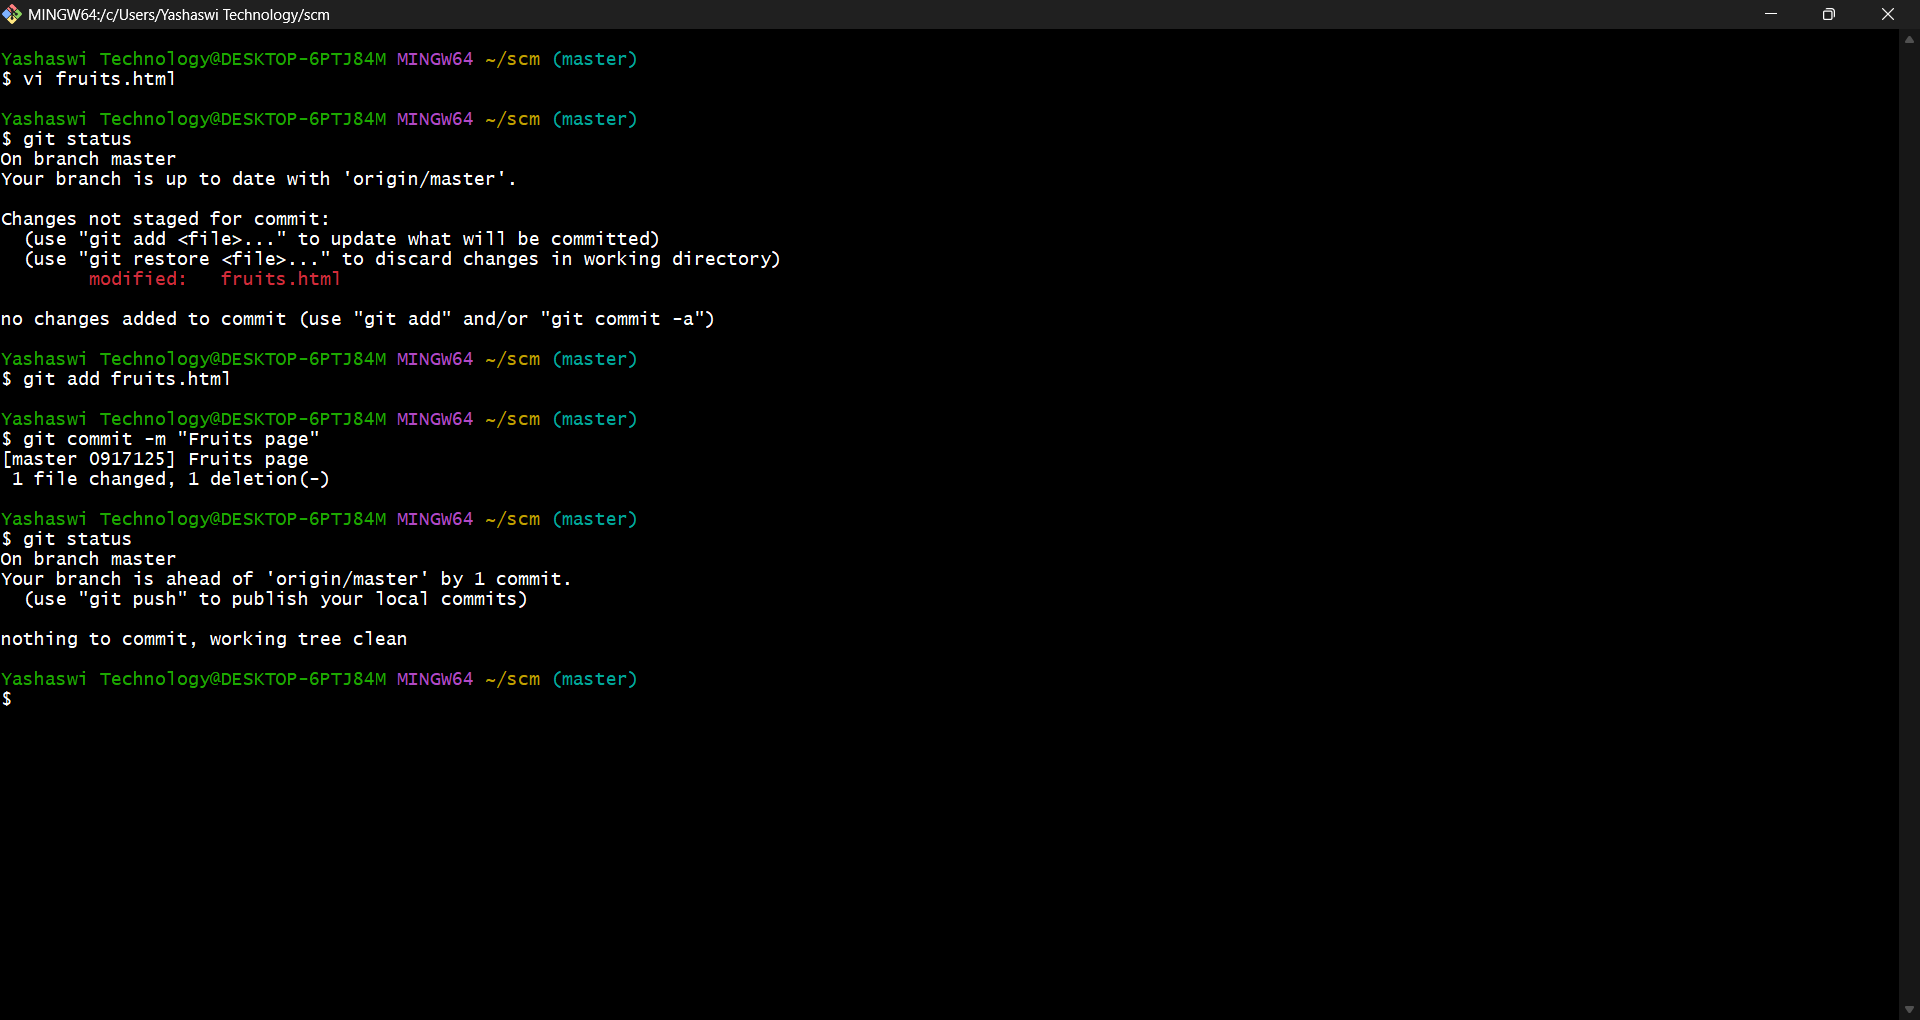 MINGW64:/c/Users/Yashaswi Technology/scm
Yashaswi Technology@DESKTOP-6PTJ84M MINGW64 ~/scm (master)
$ vi fruits.html
Yashaswi Technology@DESKTOP-6PTJ84M MINGW64 ~/scm (master)
$ git status
On branch master
Your branch is up to date with 'origin/master'.
Changes not staged for commit:
  (use "git add <file>..." to update what will be committed)
  (use "git restore <file>..." to discard changes in working directory)
        modified:   fruits.html
no changes added to commit (use "git add" and/or "git commit -a")
Yashaswi Technology@DESKTOP-6PTJ84M MINGW64 ~/scm (master)
$ git add fruits.html
Yashaswi Technology@DESKTOP-6PTJ84M MINGW64 ~/scm (master)
$ git commit -m "Fruits page"
[master 0917125] Fruits page
 1 file changed, 1 deletion(-)
Yashaswi Technology@DESKTOP-6PTJ84M MINGW64 ~/scm (master)
$ git status
On branch master
Your branch is ahead of 'origin/master' by 1 commit.
  (use "git push" to publish your local commits)
nothing to commit, working tree clean
Yashaswi Technology@DESKTOP-6PTJ84M MINGW64 ~/scm (master)
$